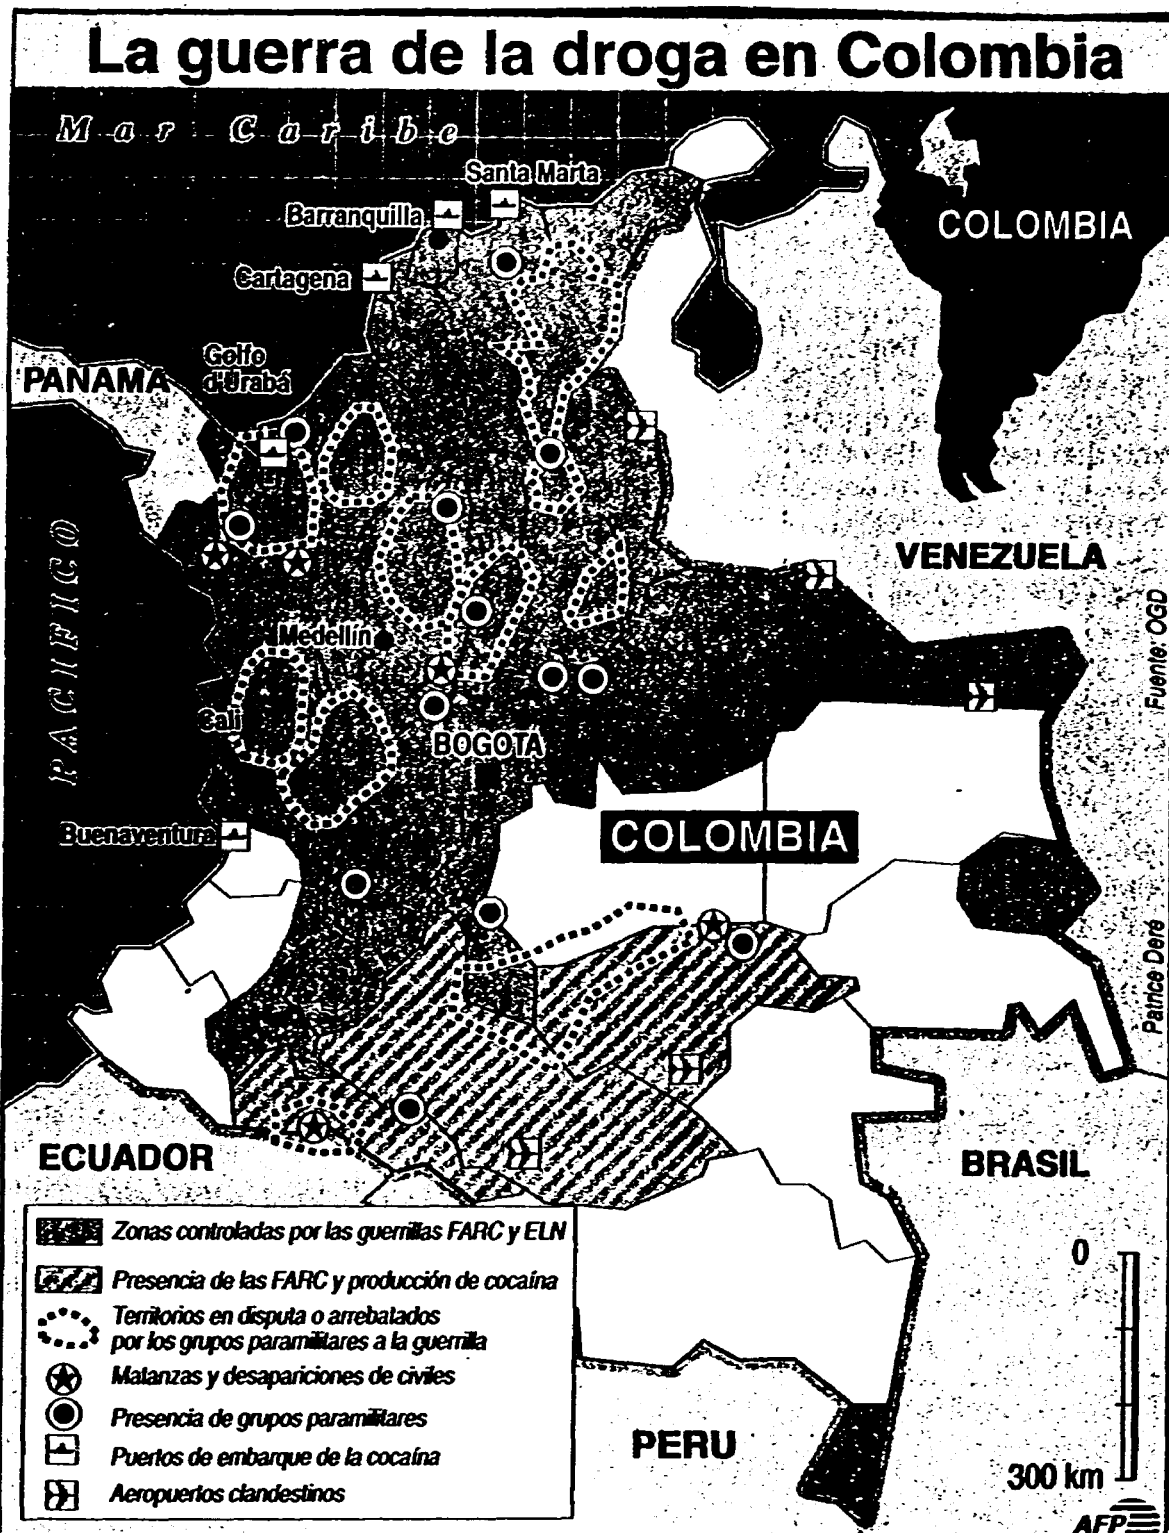 La guerra de la droga en Colombia
Mar Caribe
Santa Marta
Barranquilla
COLOMBIA
Cartagena
Golfo
d'Urabá
PANAMA
PACIFICO
VENEZUELA
Fuente: OGD
Medellín
Cali
BOGOTA
Buenaventura
COLOMBIA
Patrice Deré
ECUADOR
BRASIL
Zonas controladas por las guerrillas FARC y ELN
Presencia de las FARC y producción de cocaína
Territorios en disputa o arrebatados
por los grupos paramilitares a la guerrilla
Matanzas y desapariciones de civiles
Presencia de grupos paramilitares
Puertos de embarque de la cocaína
Aeropuertos clandestinos
PERU
0
300 km
AFP